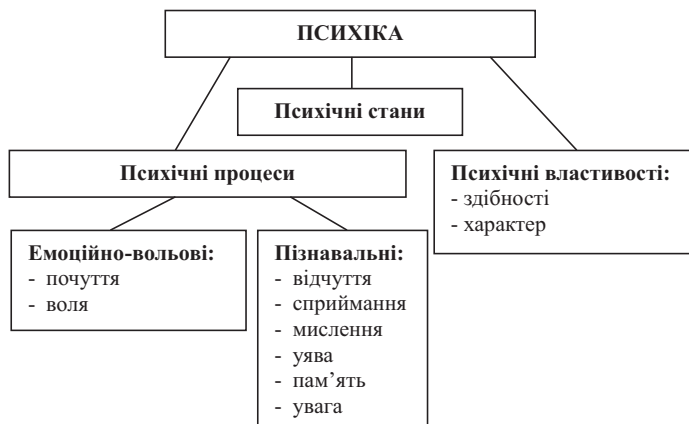 ПСИХІКА
Психічні стани
Психічні процеси
Психічні властивості:
- здібності
- характер
Емоційно-вольові:
- почуття
- воля
Пізнавальні:
- відчуття
- сприймання
- мислення
- уява
- пам’ять
- увага